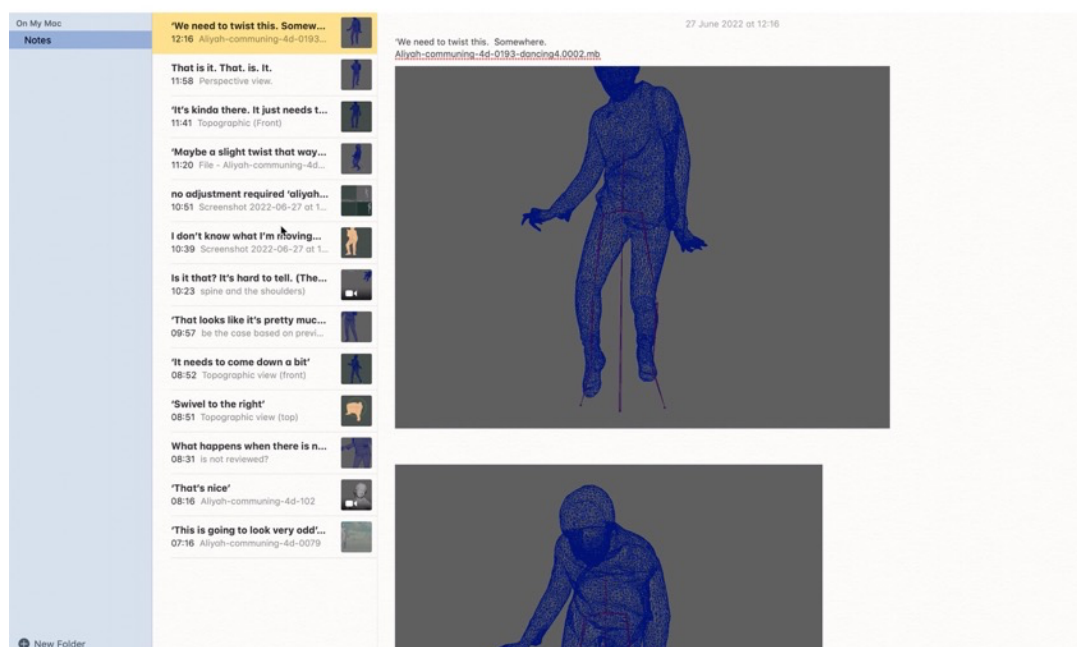 On My Mac
Notes
New Folder
'We need to twist this. Somew...
12:16 Aliyah-communing-4d-0193...
That is it. That. is. It.
11:58 Perspective view.
'It's kinda there. It just needs t...
11:41 Topographic (Front)
'Maybe a slight twist that way...
11:20 File - Aliyah-communing-4d...
no adjustment required 'aliyah...
10:51 Screenshot 2022-06-27 at 1...
I don't know what I'm moving...
10:39 Screenshot 2022-06-27 at 1...
Is it that? It's hard to tell. (The...
10:23 spine and the shoulders)
'That looks like it's pretty muc...
09:57 be the case based on previ...
'It needs to come down a bit'
08:52 Topographic view (front)
'Swivel to the right'
08:51 Topographic view (top)
What happens when there is n...
08:31 is not reviewed?
'That's nice'
08:16 Aliyah-communing-4d-102
'This is going to look very odd'...
07:16 Aliyah-communing-4d-0079
27 June 2022 at 12:16
'We need to twist this. Somewhere.
Aliyah-communing-4d-0193-dancing4.0002.mb